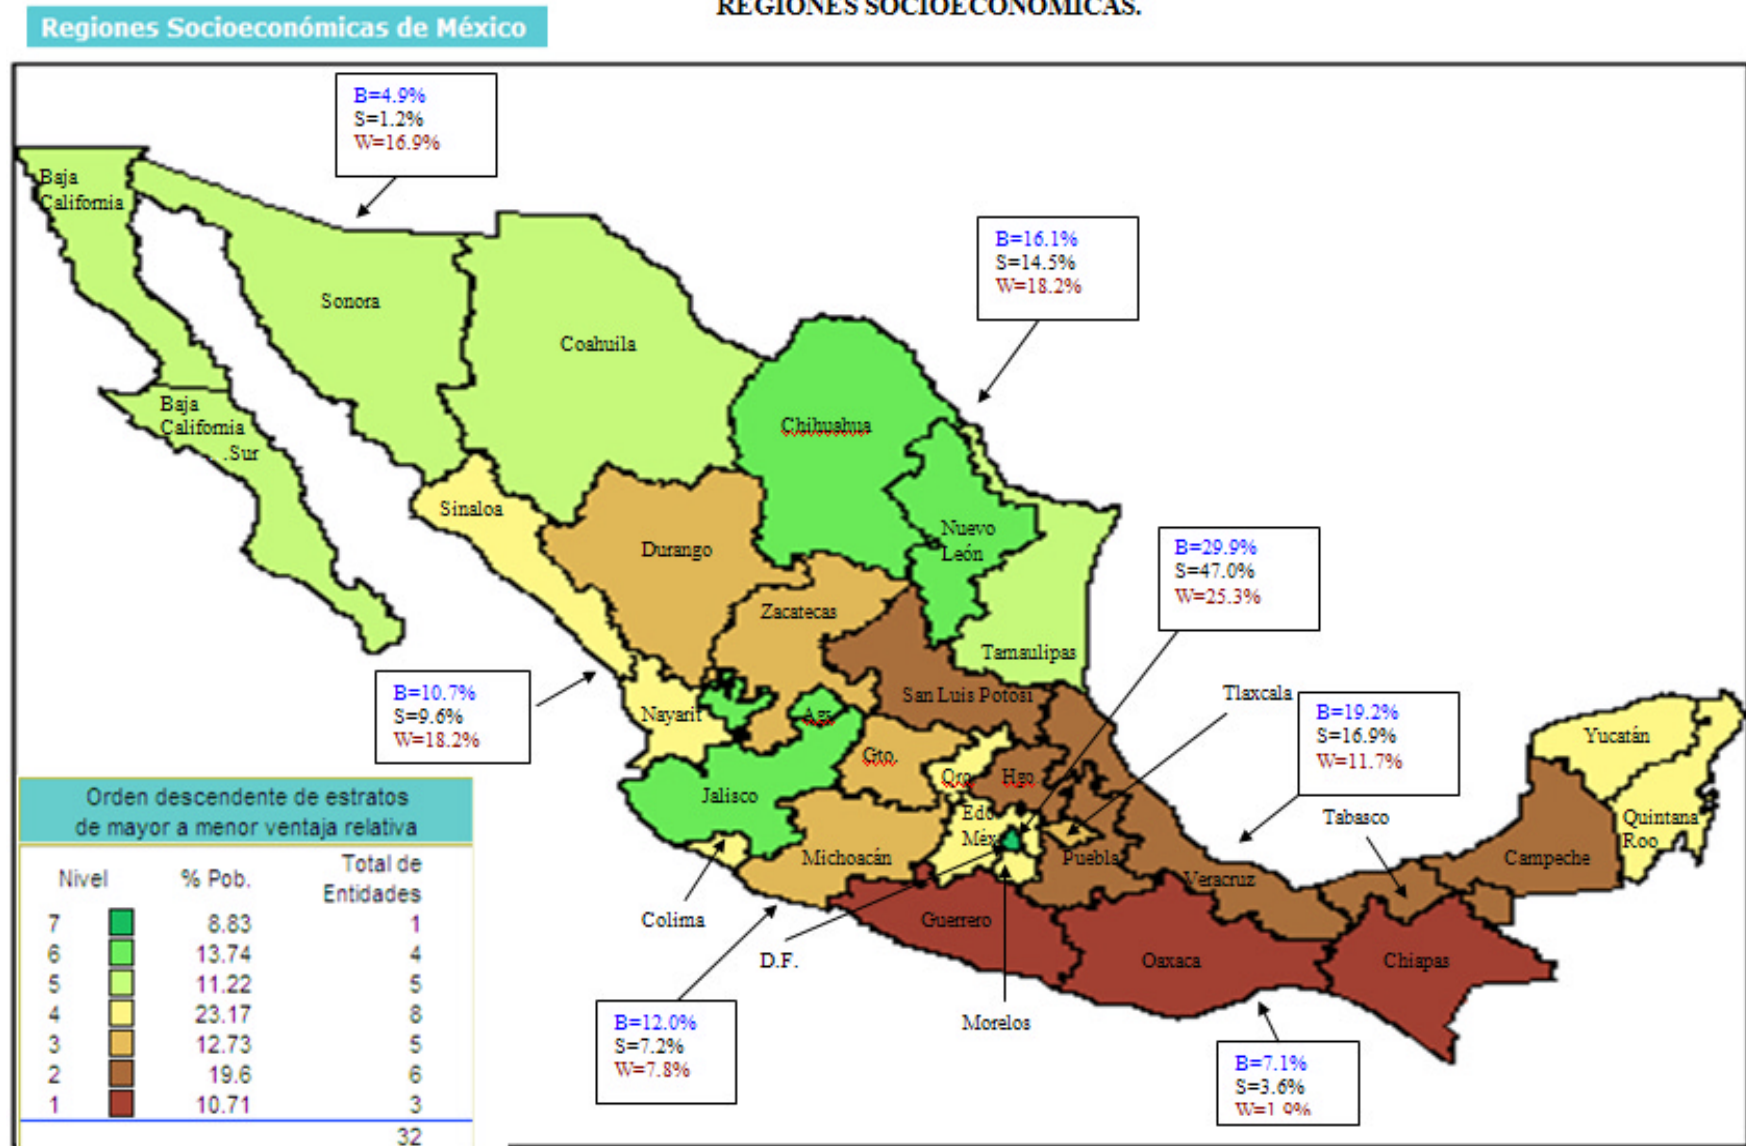 REGIONES SOCIOECONÓMICAS.
Regiones Socioeconómicas de México
B=4.9%
S=1.2%
W=16.9%
Baja
California
B=16.1%
S=14.5%
W=18.2%
Sonora
Coahuila
Baja
California
.Sur
Chihuahua
Sinaloa
Nuevo
León
Durango
B=29.9%
S=47.0%
W=25.3%
Zacatecas
Tamaulipas
B=10.7%
S=9.6%
W=18.2%
San Luis Potosí
Tlaxcala
Nayarit
Ags.
B=19.2%
S=16.9%
W=11.7%
Yucatán
Gto.
Qro.
Hgo.
Jalisco
Edo.
Méx.
Tabasco
Quintana
Roo
Michoacán
Puebla
Veracruz
Campeche
Colima
Guerrero
D.F.
Oaxaca
Chiapas
Morelos
B=12.0%
S=7.2%
W=7.8%
B=7.1%
S=3.6%
W=1.9%
Orden descendente de estratos
de mayor a menor ventaja relativa
Nivel % Pob. Total de
Entidades
7 8.83 1
6 13.74 4
5 11.22 5
4 23.17 8
3 12.73 5
2 19.6 6
1 10.71 3
32